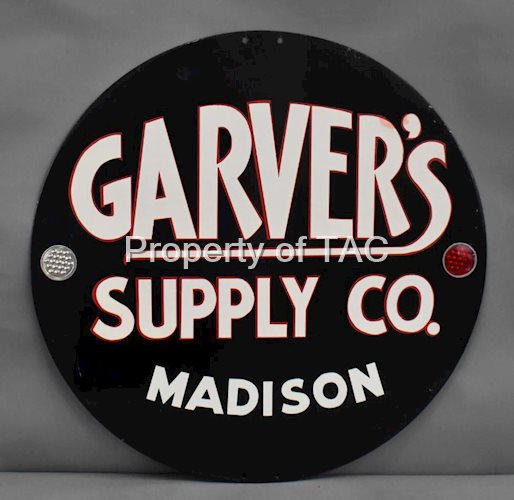 GARVER'S
Property of TAC
SUPPLY CO.
MADISON